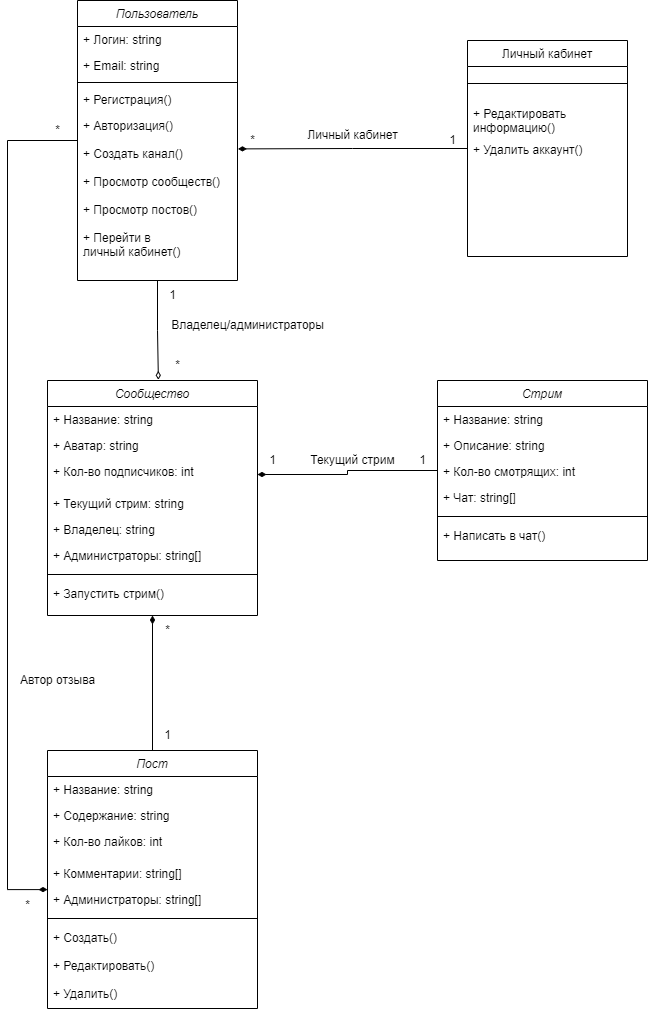 Пользователь
+ Логин: string
+ Email: string
+ Регистрация()
+ Авторизация()
+ Создать канал()
+ Просмотр сообществ()
+ Просмотр постов()
+ Перейти в
личный кабинет()
*
*
Личный кабинет
1
Личный кабинет
+ Редактировать
информацию()
+ Удалить аккаунт()
1
Владелец/администраторы
*
Сообщество
+ Название: string
+ Аватар: string
+ Кол-во подписчиков: int
+ Текущий стрим: string
+ Владелец: string
+ Администраторы: string[]
+ Запустить стрим()
1
Текущий стрим
1
Стрим
+ Название: string
+ Описание: string
+ Кол-во смотрящих: int
+ Чат: string[]
+ Написать в чат()
*
Автор отзыва
1
Пост
+ Название: string
+ Содержание: string
+ Кол-во лайков: int
+ Комментарии: string[]
+ Администраторы: string[]
*
+ Создать()
+ Редактировать()
+ Удалить()